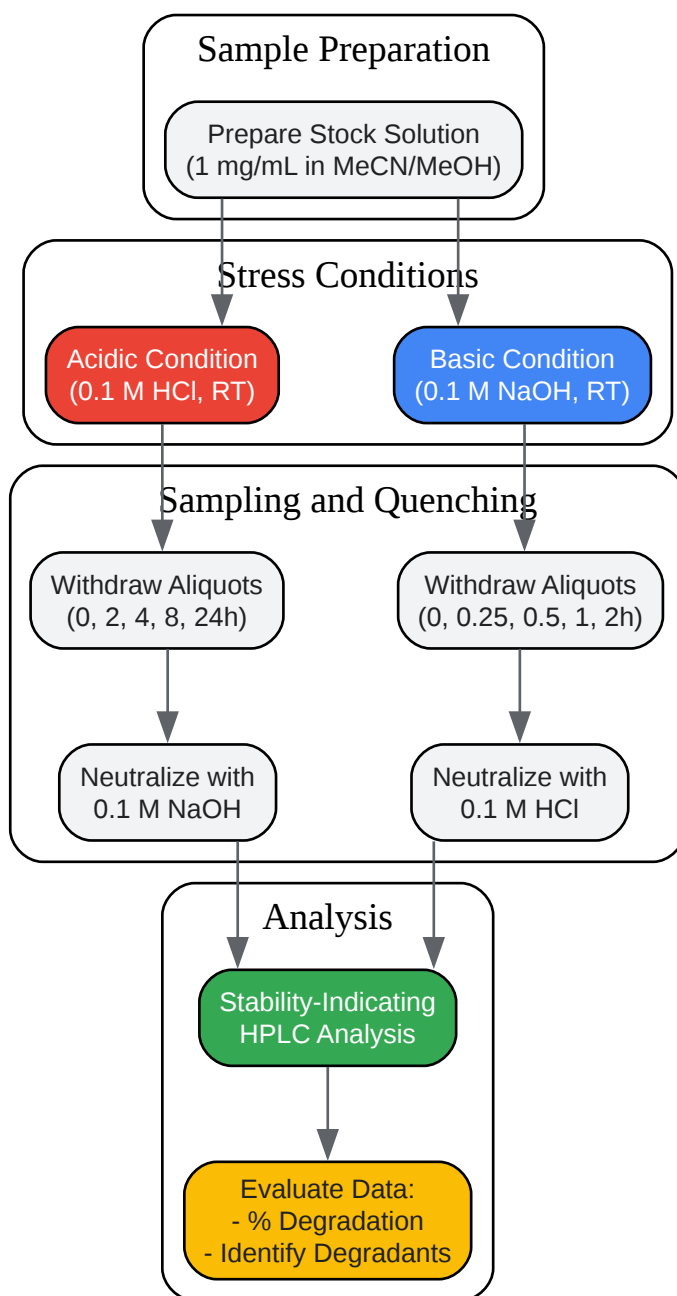 Sample Preparation
Prepare Stock Solution
(1 mg/mL in MeCN/MeOH)
Stress Conditions
Acidic Condition
(0.1 M HCl, RT)
Basic Condition
(0.1 M NaOH, RT)
Sampling and Quenching
Withdraw Aliquots
(0, 2, 4, 8, 24h)
Withdraw Aliquots
(0, 0.25, 0.5, 1, 2h)
Neutralize with
0.1 M NaOH
Neutralize with
0.1 M HCl
Analysis
Stability-Indicating
HPLC Analysis
Evaluate Data:
- % Degradation
- Identify Degradants